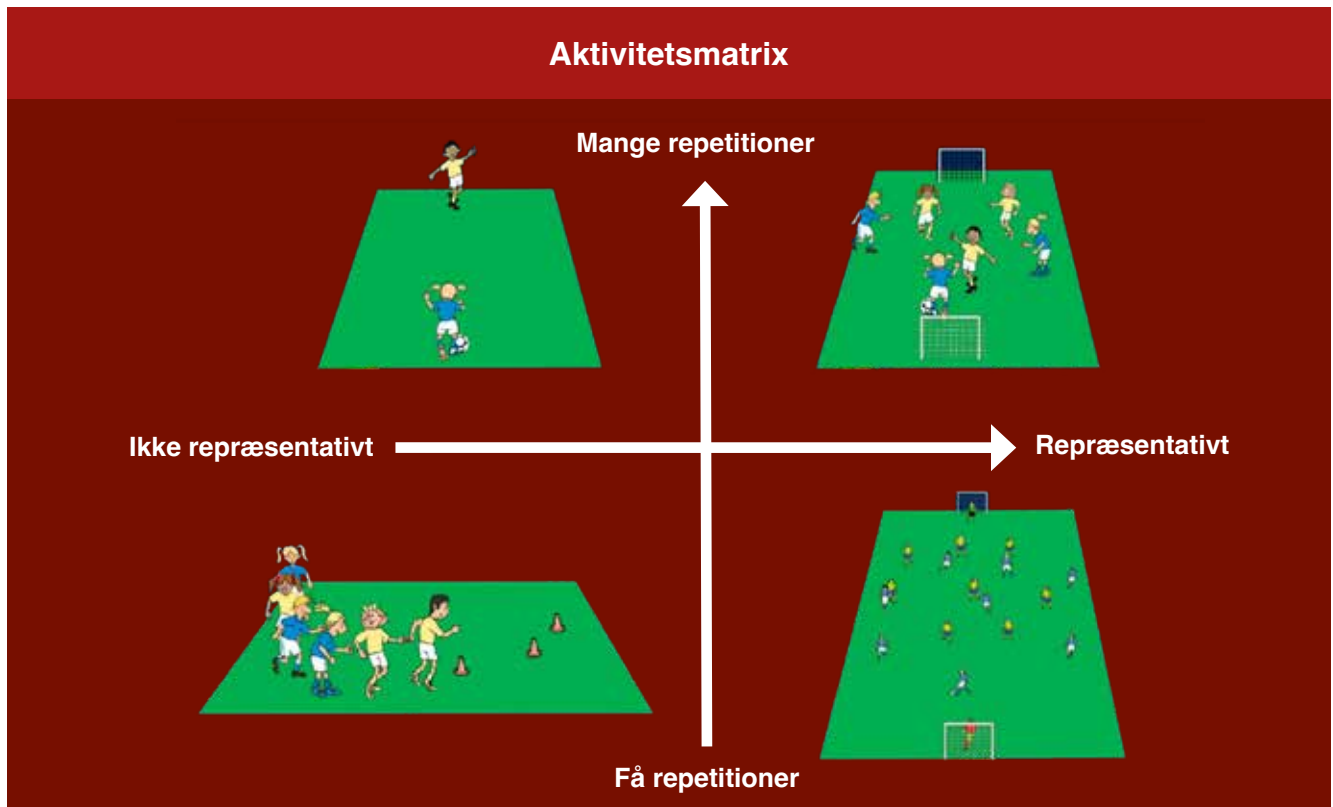 Aktivitetsmatrix
Mange repetitioner
Ikke repræsentativt
Repræsentativt
Få repetitioner